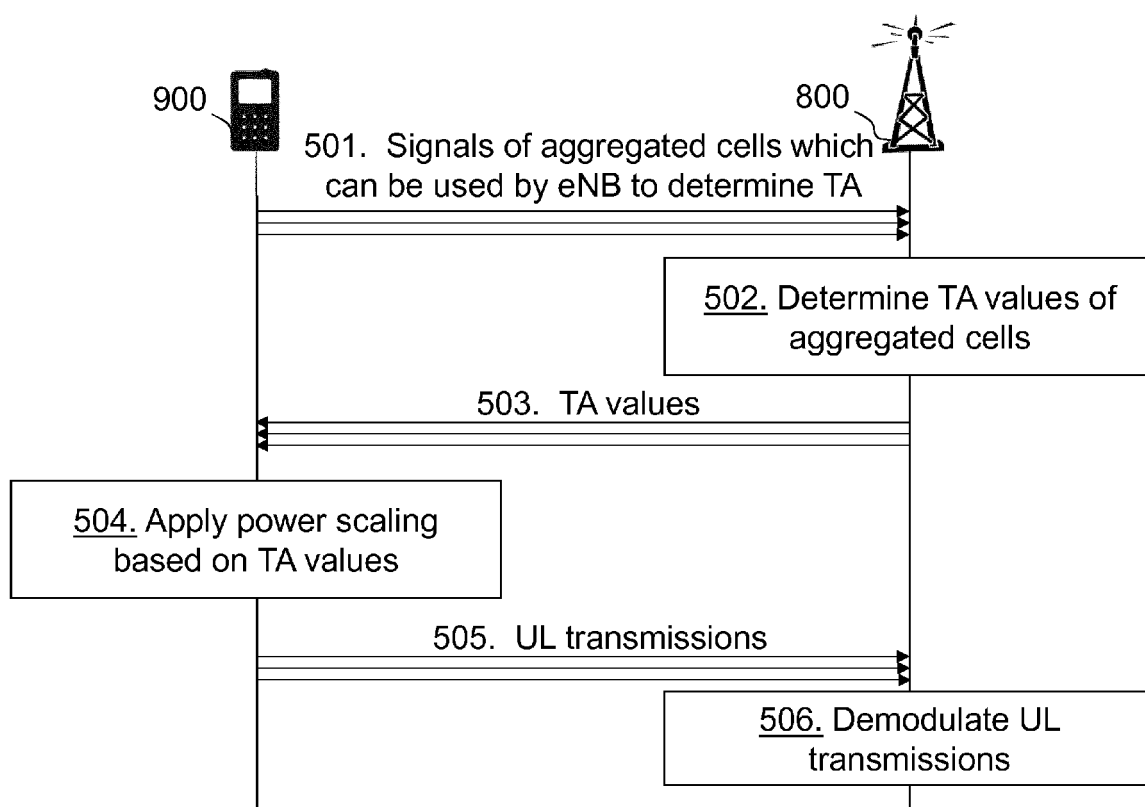 900
800
501. Signals of aggregated cells which
can be used by eNB to determine TA
502. Determine TA values of
aggregated cells
503. TA values
504. Apply power scaling
based on TA values
505. UL transmissions
506. Demodulate UL
transmissions